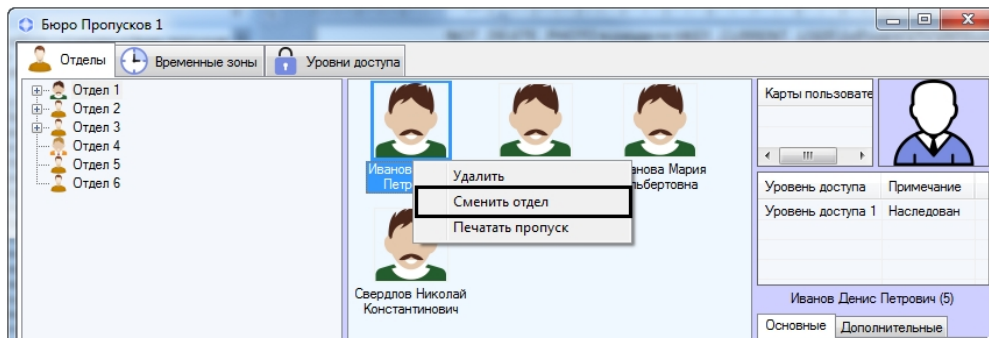 Бюро Пропусков 1
Отделы
Временные зоны
Уровни доступа
Отдел 1
Отдел 2
Отдел 3
Отдел 4
Отдел 5
Отдел 6
Иванов
Петр
анова Мария
льбертовна
Удалить
Сменить отдел
Печатать пропуск
Свердлов Николай
Константинович
Карты пользовате
Уровень доступа Примечание
Уровень доступа 1 Наследован
Иванов Денис Петрович (5)
Основные Дополнительные